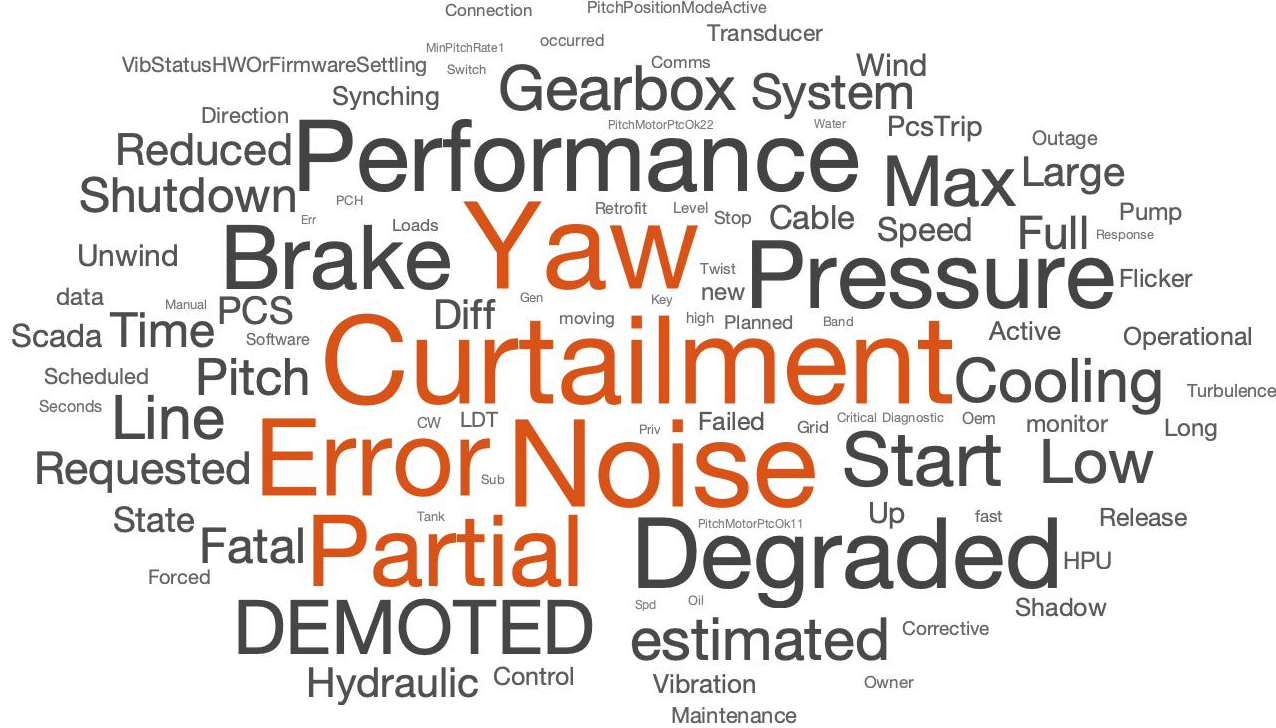 Connection
PitchPositionModeActive
MinPitchRate1
occurred
Transducer
VibStatusHWOrFirmwareSettling
Switch
Comms
Wind
Synching
Gearbox
System
Direction
PitchMotorPtcOk22
Water
PcsTrip
Outage
Reduced
Performance
Max
Large
Shutdown
PCH
Err
Loads
Retrofit
Level
Stop
Cable
Speed
Full
Pump
Response
Unwind
Brake
Yaw
Twist
new
Pressure
Flicker
data
Manual
PCS
Diff
Gen
Key
moving
high
Planned
Band
Active
Operational
Scada
Time
Software
Curtailment
Scheduled
Pitch
Cooling
Turbulence
Seconds
Line
CW
LDT
Priv
Failed
Grid
Critical
Diagnostic
Oem
monitor
Long
Requested
Error
Sub
Noise
Start
Low
State
Tank
PitchMotorPtcOk11
Up
fast
Release
Fatal
Partial
Degraded
HPU
Forced
DEMOTED
Spd
Oil
Shadow
estimated
Corrective
Hydraulic
Control
Vibration
Owner
Maintenance